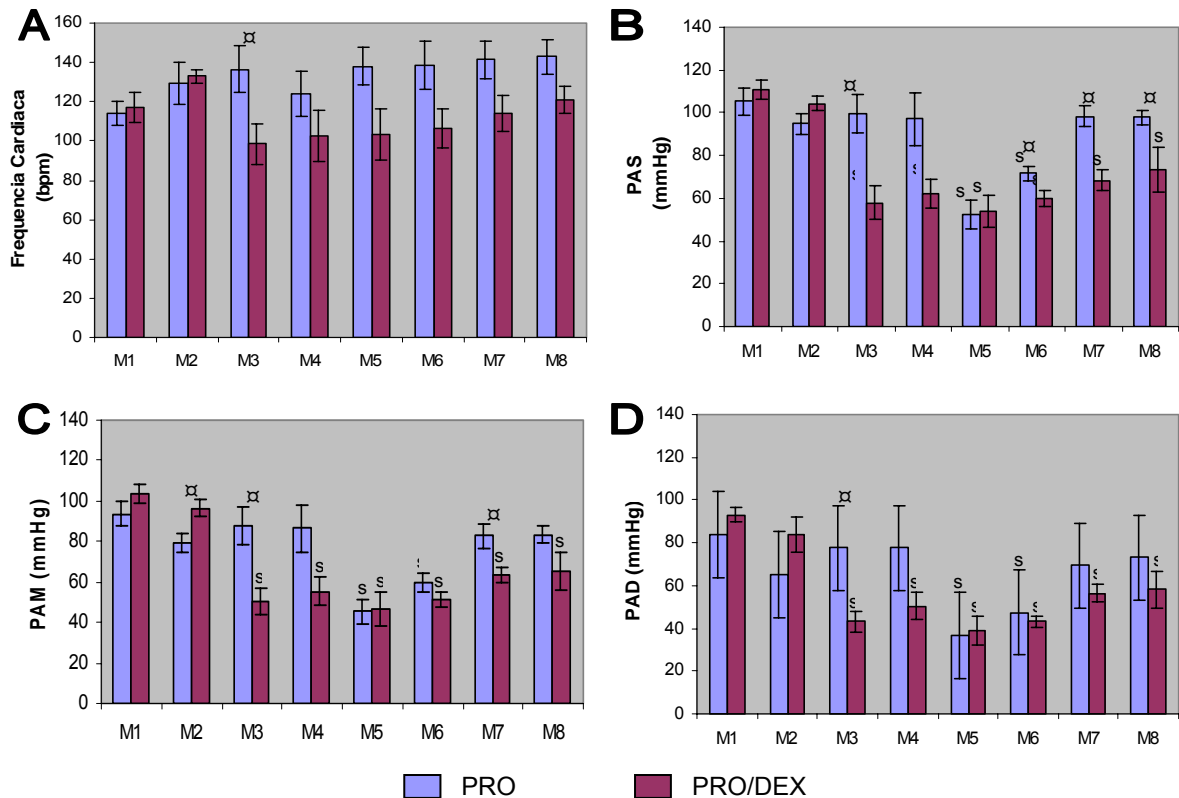 A
Frequencia Cardiaca
(bpm)
160
140
120
100
80
60
40
20
0
¤
M1 M2 M3 M4 M5 M6 M7 M8
B
PAS
(mmHg)
140
120
100
80
60
40
20
0
¤ ¤ ¤ ¤
s s s s s s s
M1 M2 M3 M4 M5 M6 M7 M8
C
PAM (mmHg)
140
120
100
80
60
40
20
0
¤ ¤ ¤
s s s s s s s
M1 M2 M3 M4 M5 M6 M7 M8
D
PAD (mmHg)
140
120
100
80
60
40
20
0
¤
s s s s s s s s
M1 M2 M3 M4 M5 M6 M7 M8
PRO PRO/DEX